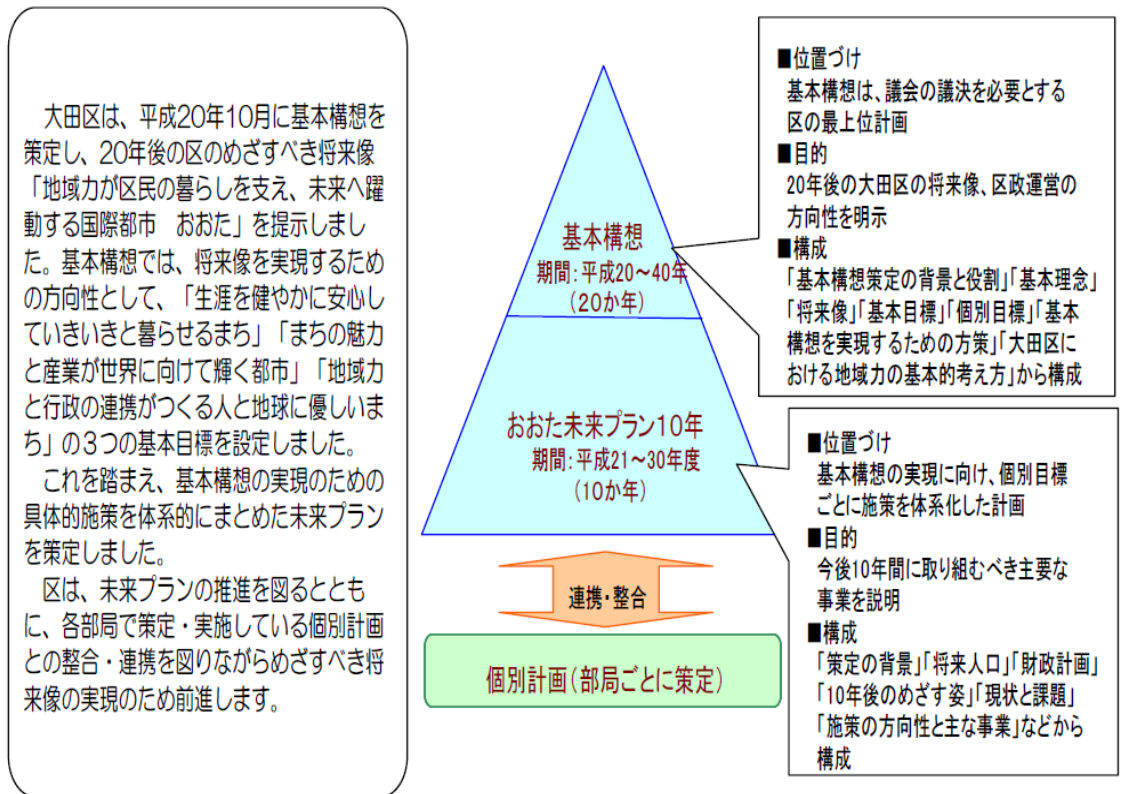 大田区は、平成20年10月に基本構想を
策定し、20年後の区のめざすべき将来像
「地域力が区民の暮らしを支え、未来へ躍
動する国際都市　おおた」を提示しまし
た。基本構想では、将来像を実現するため
の方向性として、「生涯を健やかに安心し
ていきいきと暮らせるまち」「まちの魅力
と産業が世界に向けて輝く都市」「地域力
と行政の連携がつくる人と地球に優しいま
ち」の３つの基本目標を設定しました。
これを踏まえ、基本構想の実現のための
具体的施策を体系的にまとめた未来プラン
を策定しました。
区は、未来プランの推進を図るととも
に、各部局で策定・実施している個別計画
との整合・連携を図りながらめざすべき将
来像の実現のため前進します。
基本構想
期間：平成20～40年
（20か年）
おおた未来プラン10年
期間：平成21～30年度
（10か年）
連携・整合
個別計画（部局ごとに策定）
■位置づけ
基本構想は、議会の議決を必要とする
区の最上位計画
■目的
20年後の大田区の将来像、区政運営の
方向性を明示
■構成
「基本構想策定の背景と役割」「基本理念」
「将来像」「基本目標」「個別目標」「基本
構想を実現するための方策」「大田区に
おける地域力の基本的考え方」から構成
■位置づけ
基本構想の実現に向け、個別目標
ごとに施策を体系化した計画
■目的
今後10年間に取り組むべき主要な
事業を説明
■構成
「策定の背景」「将来人口」「財政計画」
「10年後のめざす姿」「現状と課題」
「施策の方向性と主な事業」などから
構成